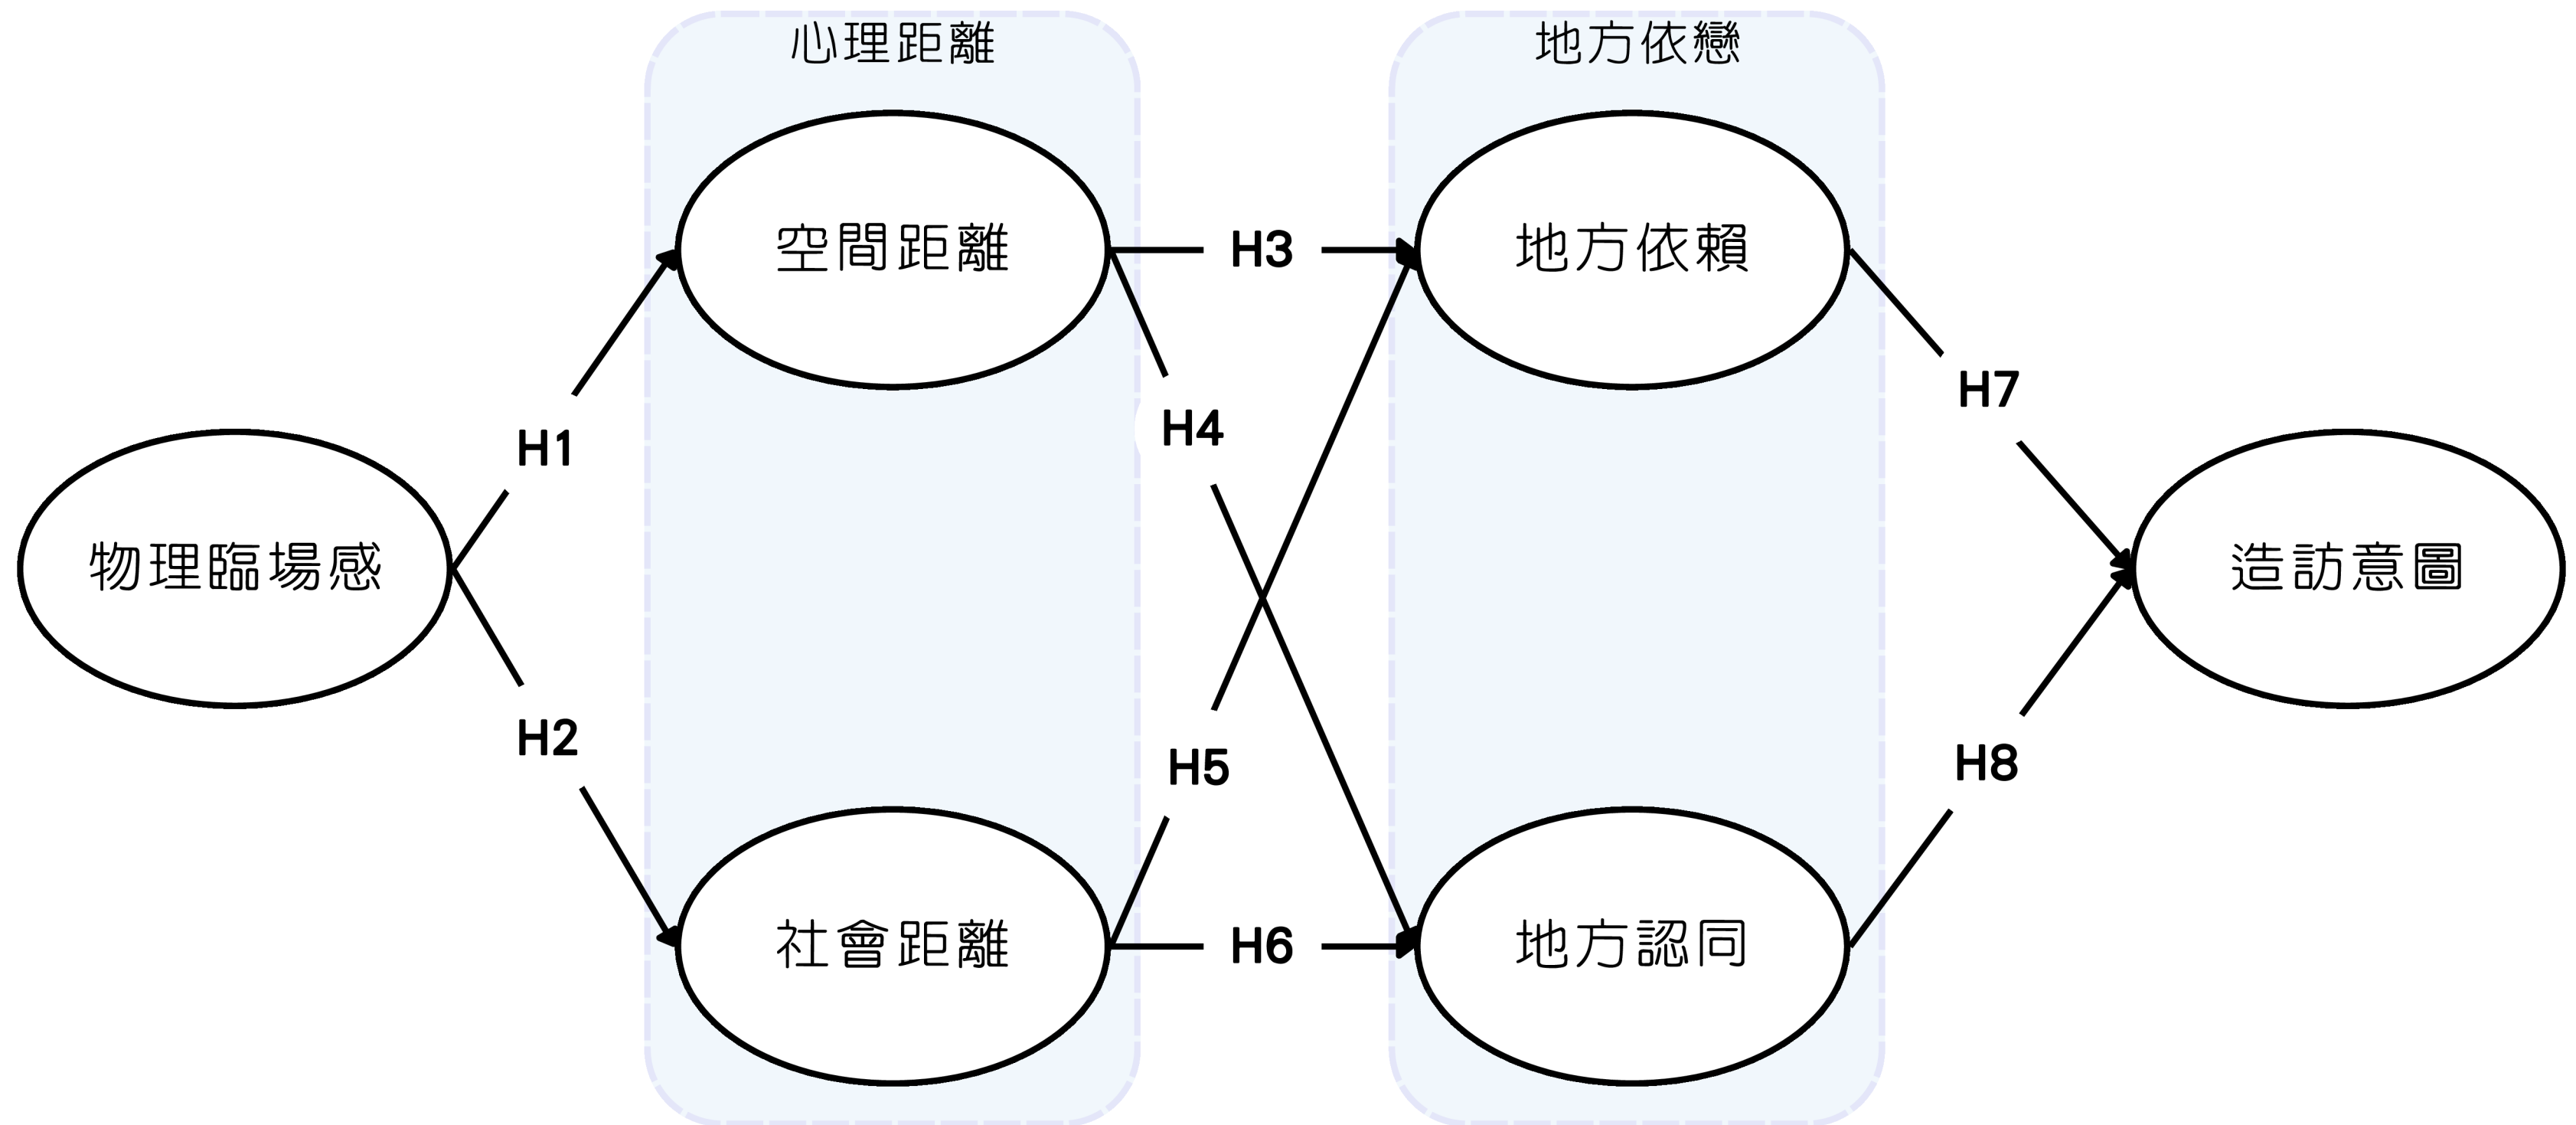 心理距離
地方依戀
空間距離
H3
地方依賴
H1
H4
H7
物理臨場感
造訪意圖
H2
H5
H8
社會距離
H6
地方認同